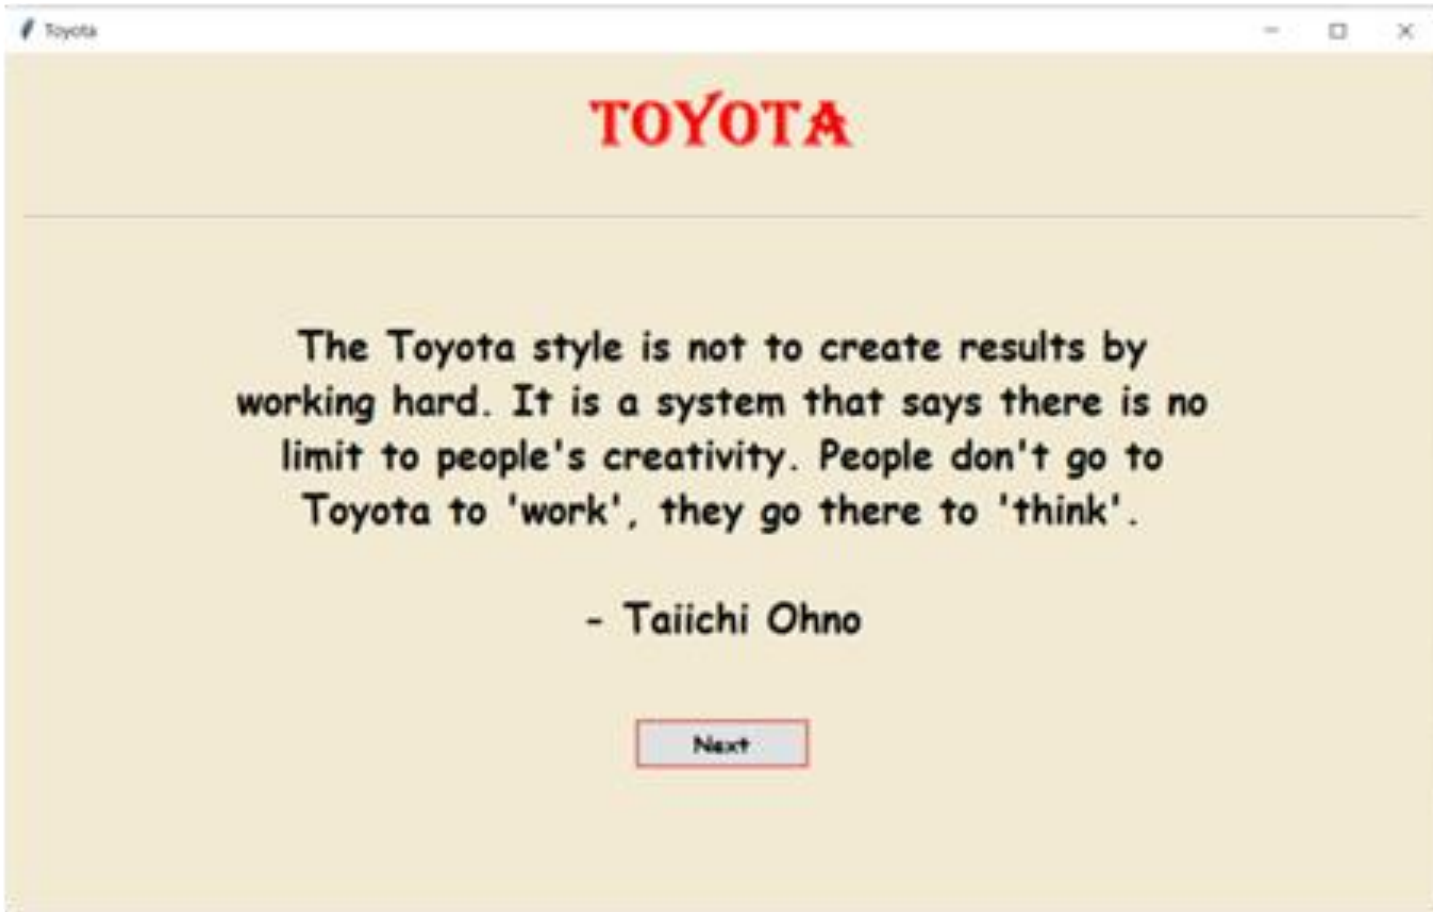 Toyota
TOYOTA
The Toyota style is not to create results by
working hard. It is a system that says there is no
limit to people's creativity. People don't go to
Toyota to 'work', they go there to 'think'.
- Taiichi Ohno
Next